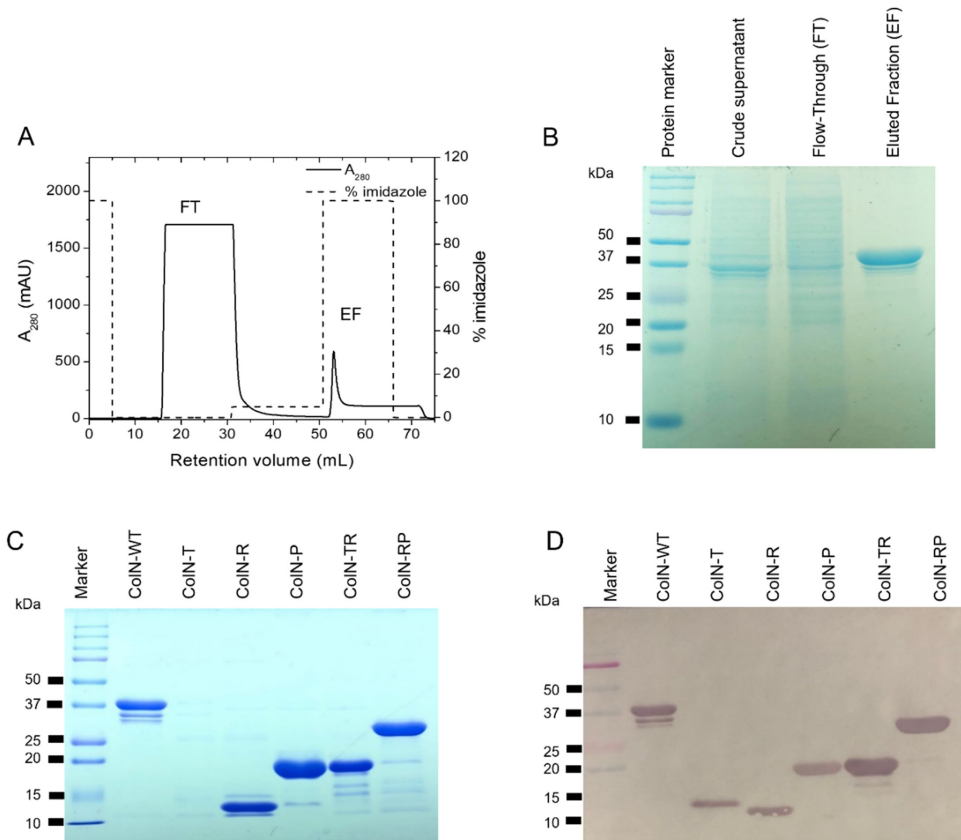 A
A₂₈₀
% imidazole
FT
EF
2000
1500
1000
500
0
120
100
80
60
40
20
0
0 10 20 30 40 50 60 70
A₂₈₀ (mAU)
% imidazole
Retention volume (mL)
B
Protein marker
Crude supernatant
Flow-Through (FT)
Eluted Fraction (EF)
kDa
50
37
25
20
15
10
C
Marker
ColN-WT
ColN-T
ColN-R
ColN-P
ColN-TR
ColN-RP
kDa
50
37
25
20
15
10
D
Marker
ColN-WT
ColN-T
ColN-R
ColN-P
ColN-TR
ColN-RP
kDa
50
37
25
20
15
10